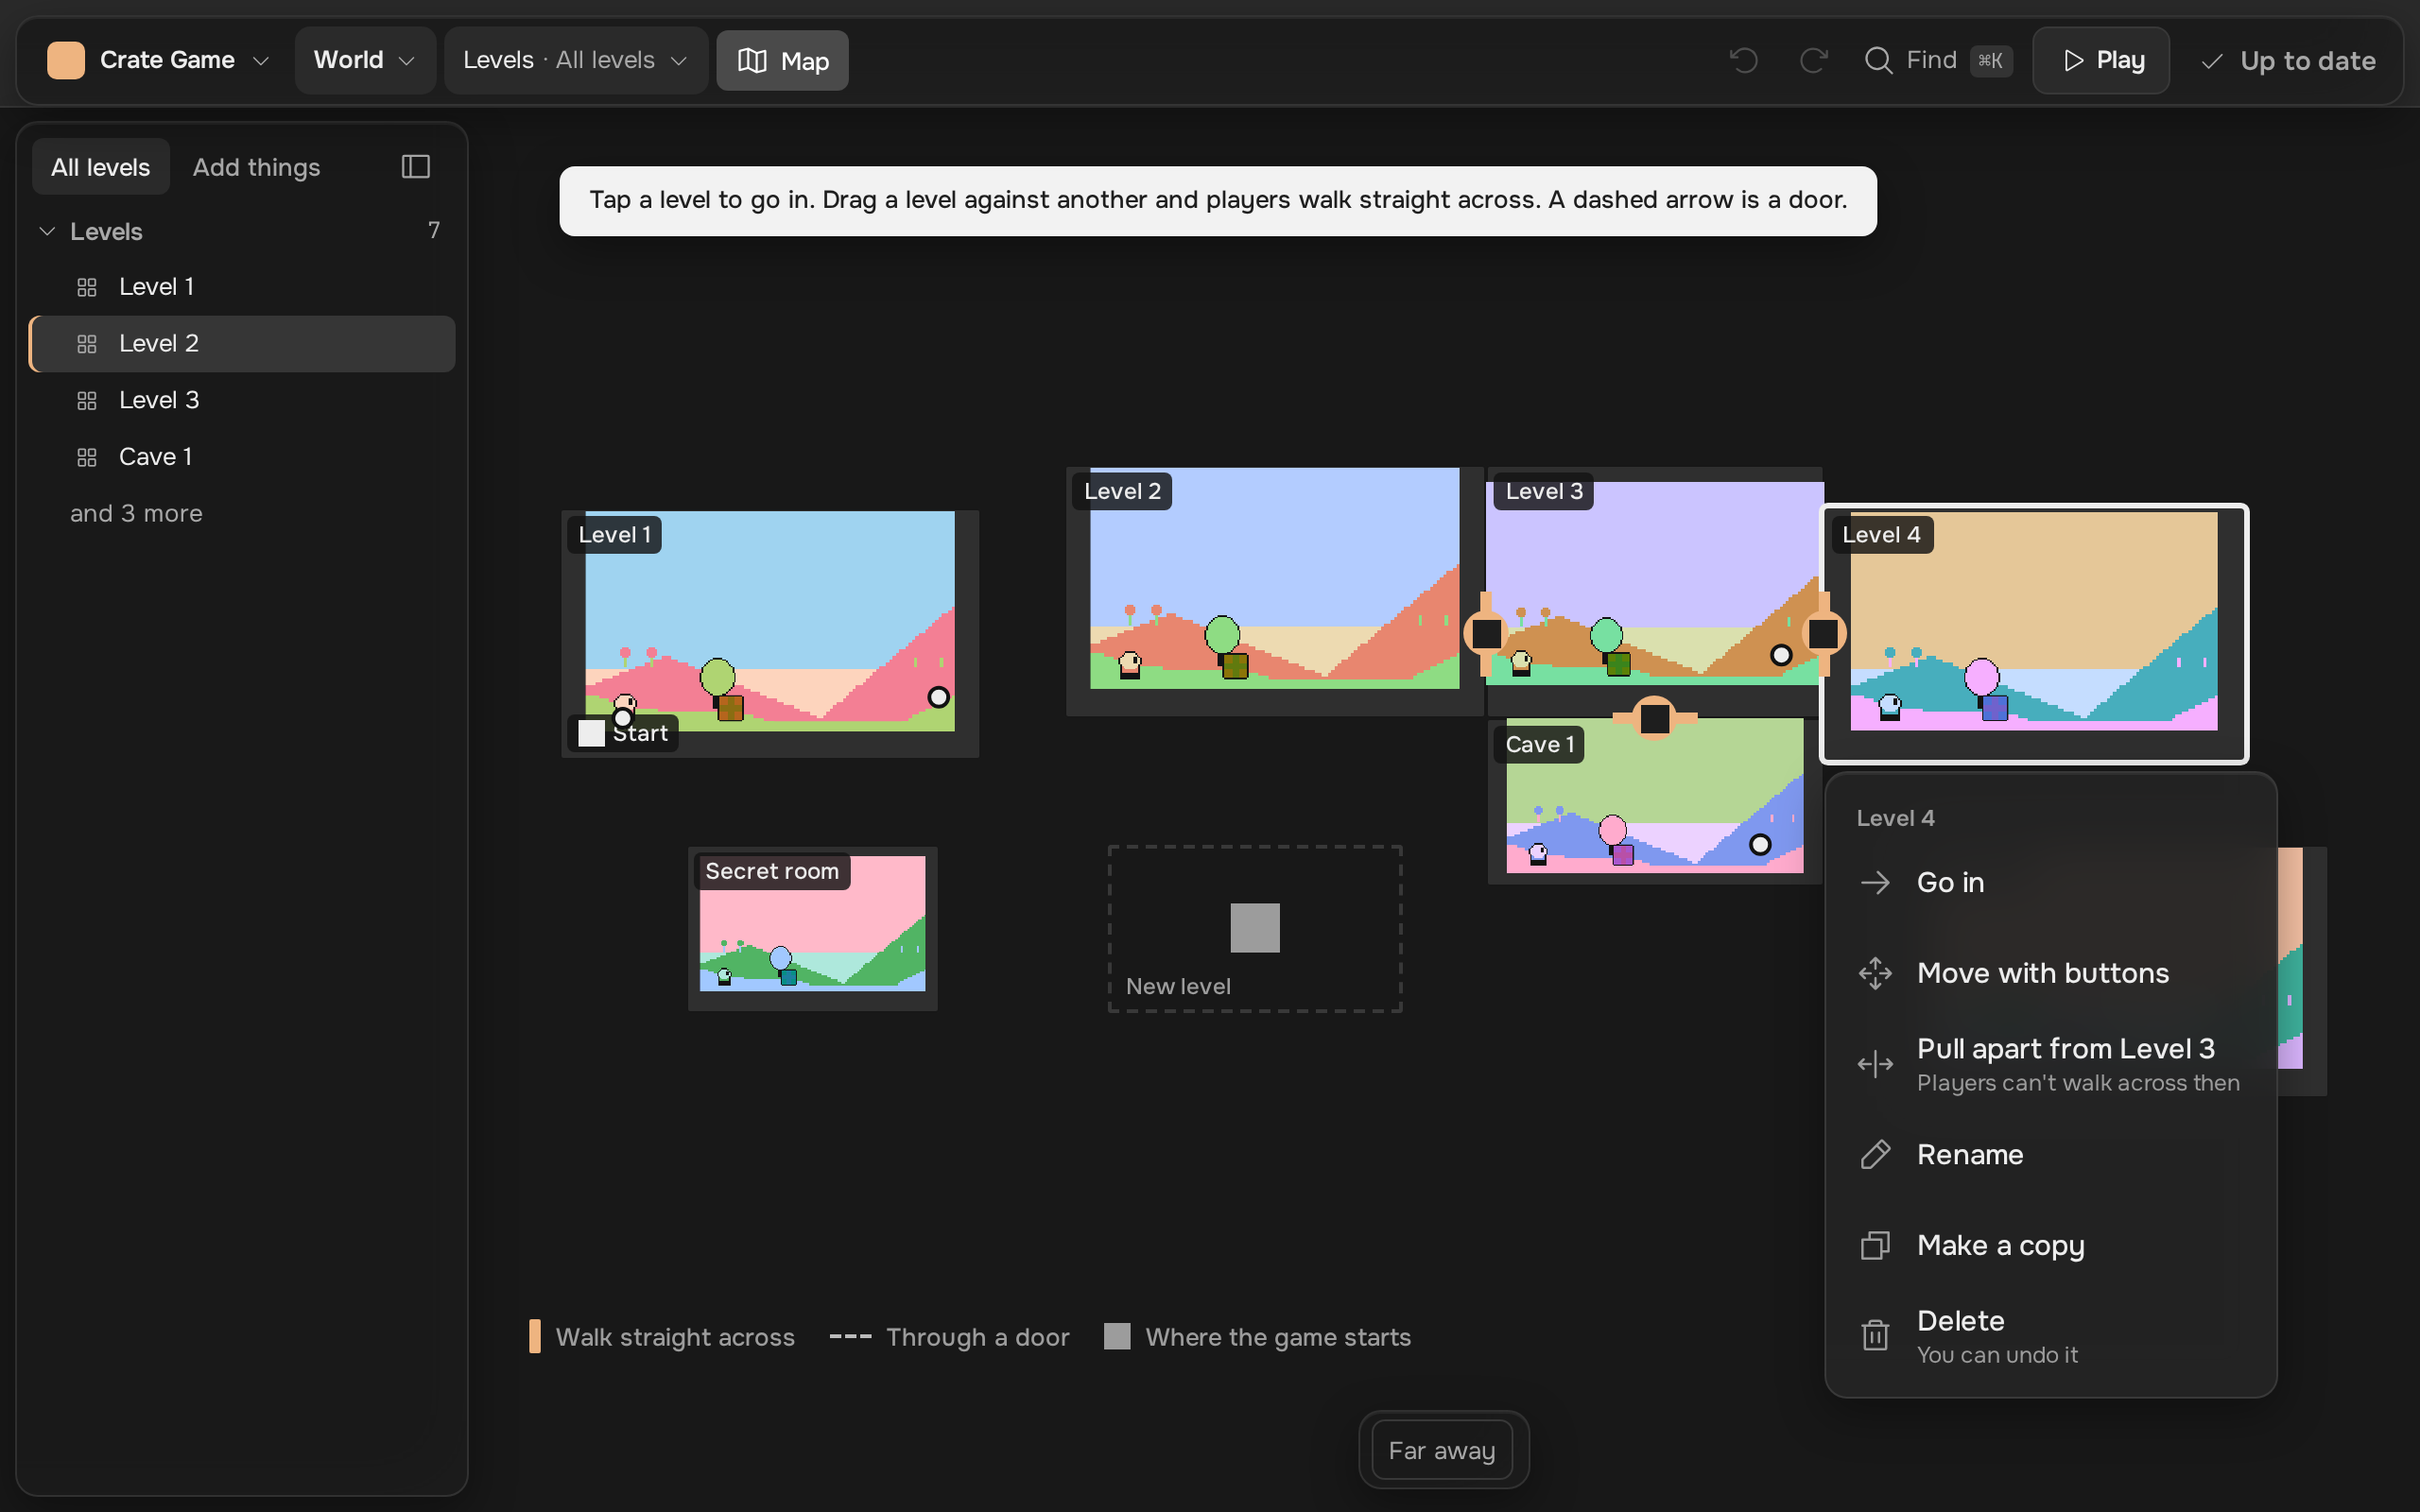 Crate Game
World
Levels · All levels
Map
Find ⌘K
Play
Up to date
All levels
Add things
Levels 7
Level 1
Level 2
Level 3
Cave 1
and 3 more
Tap a level to go in. Drag a level against another and players walk straight across. A dashed arrow is a door.
Level 1
Start
Level 2
Level 3
Level 4
Cave 1
Secret room
New level
Level 4
Go in
Move with buttons
Pull apart from Level 3
Players can't walk across then
Rename
Make a copy
Delete
You can undo it
Walk straight across
Through a door
Where the game starts
Far away